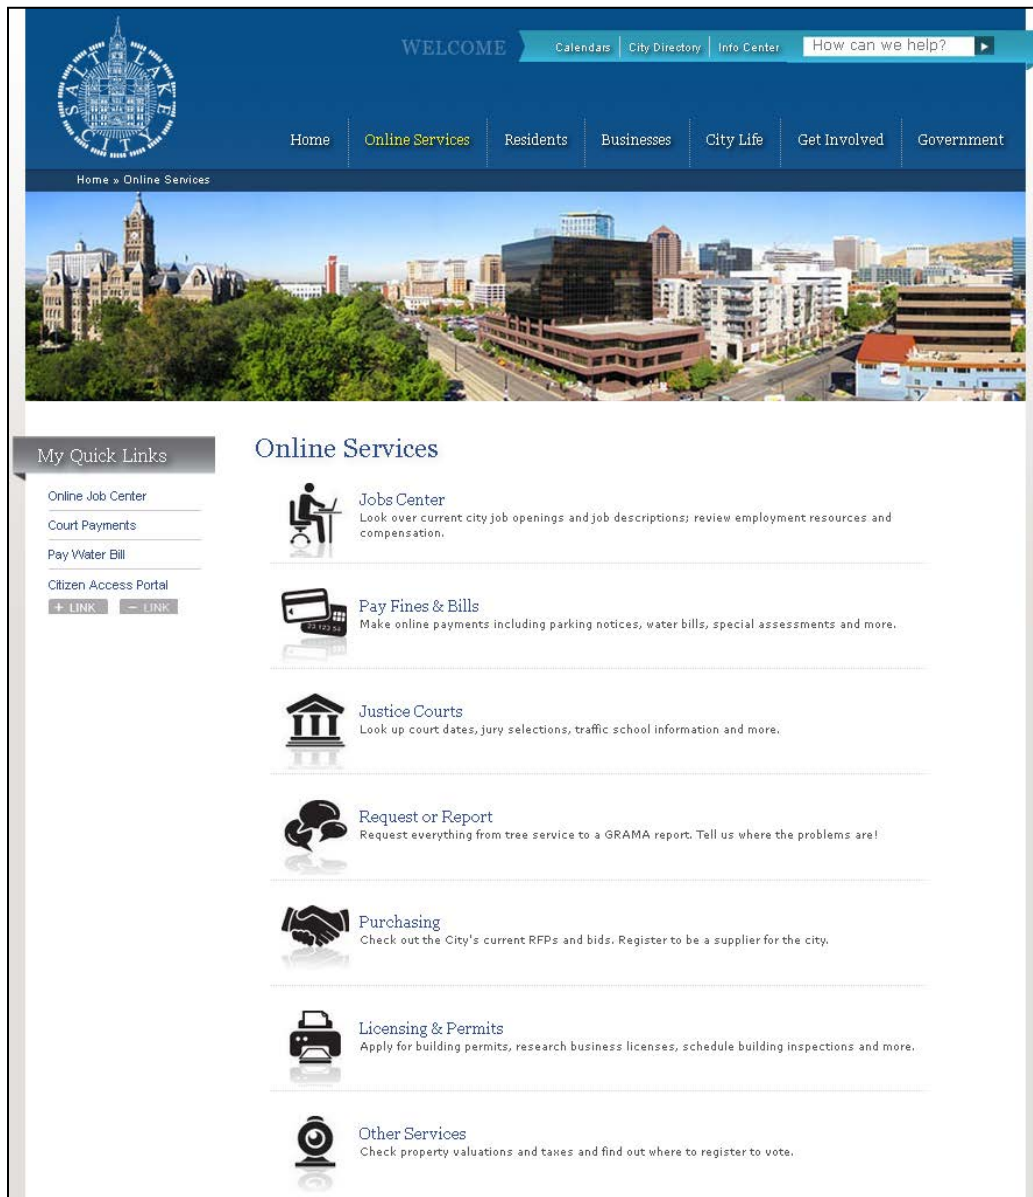 SALT LAKE CITY
WELCOME
Calendars City Directory Info Center How can we help?
Home Online Services Residents Businesses City Life Get Involved Government
Home » Online Services
My Quick Links
Online Job Center
Court Payments
Pay Water Bill
Citizen Access Portal
+ LINK − LINK
Online Services
Jobs Center
Look over current city job openings and job descriptions; review employment resources and
compensation.
Pay Fines & Bills
Make online payments including parking notices, water bills, special assessments and more.
Justice Courts
Look up court dates, jury selections, traffic school information and more.
Request or Report
Request everything from tree service to a GRAMA report. Tell us where the problems are!
Purchasing
Check out the City's current RFPs and bids. Register to be a supplier for the city.
Licensing & Permits
Apply for building permits, research business licenses, schedule building inspections and more.
Other Services
Check property valuations and taxes and find out where to register to vote.